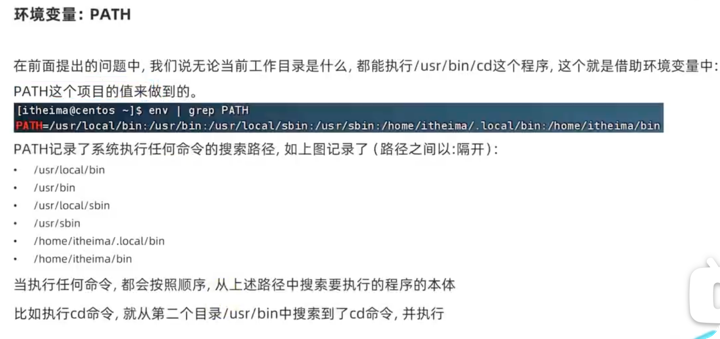 环境变量：PATH
在前面提出的问题中, 我们说无论当前工作目录是什么, 都能执行/usr/bin/cd这个程序, 这个就是借助环境变量中:
PATH这个项目的值来做到的。
[itheima@centos ~]$ env | grep PATH
PATH=/usr/local/bin:/usr/bin:/usr/local/sbin:/usr/sbin:/home/itheima/.local/bin:/home/itheima/bin
PATH记录了系统执行任何命令的搜索路径, 如上图记录了 (路径之间以:隔开):
• /usr/local/bin
• /usr/bin
• /usr/local/sbin
• /usr/sbin
• /home/itheima/.local/bin
• /home/itheima/bin
当执行任何命令, 都会按照顺序, 从上述路径中搜索要执行的程序的本体
比如执行cd命令, 就从第二个目录/usr/bin中搜索到了cd命令, 并执行